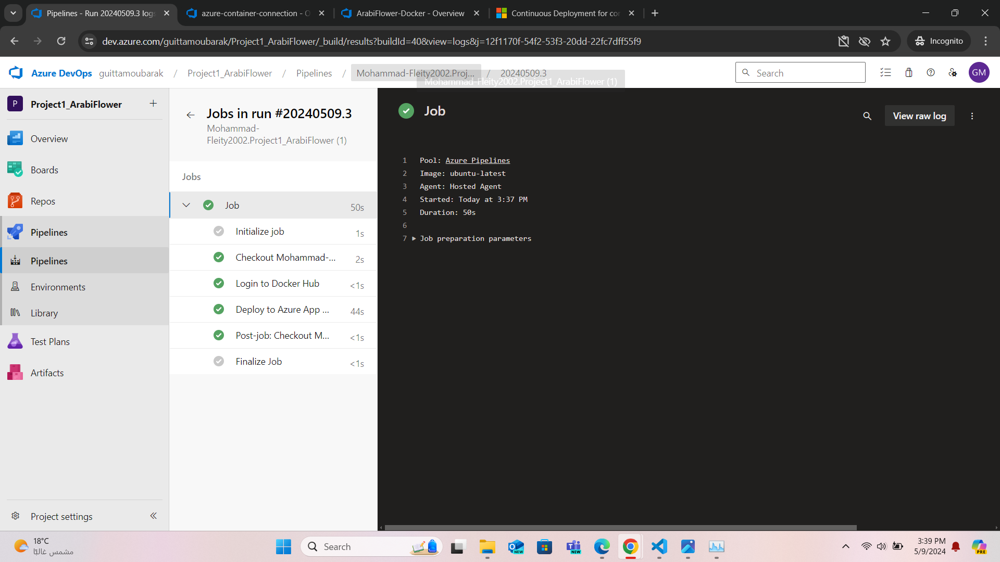 Pipelines - Run 20240509.3 logs
azure-container-connection - O
ArabiFlower-Docker - Overview
Continuous Deployment for cor
dev.azure.com/guittamoubarak/Project1_ArabiFlower/_build/results?buildId=40&view=logs&j=12f1170f-54f2-53f3-20dd-22fc7dff55f9
Incognito
Azure DevOps guittamoubarak / Project1_ArabiFlower / Pipelines / Mohammad-Fleity2002.Proj... / 20240509.3
Mohammad-Fleity2002.Project1_ArabiFlower (1)
Search
GM
P Project1_ArabiFlower +
Overview
Boards
Repos
Pipelines
Pipelines
Environments
Library
Test Plans
Artifacts
Project settings
Jobs in run #20240509.3
Mohammad-
Fleity2002.Project1_ArabiFlower (1)
Jobs
Job 50s
Initialize job 1s
Checkout Mohammad-... 2s
Login to Docker Hub <1s
Deploy to Azure App ... 44s
Post-job: Checkout M... <1s
Finalize Job <1s
Job
View raw log
1 Pool: Azure Pipelines
2 Image: ubuntu-latest
3 Agent: Hosted Agent
4 Started: Today at 3:37 PM
5 Duration: 50s
6
7 Job preparation parameters
18°C
مشمس غالبًا
Search
NEW
NEW
3:39 PM
5/9/2024
PRE